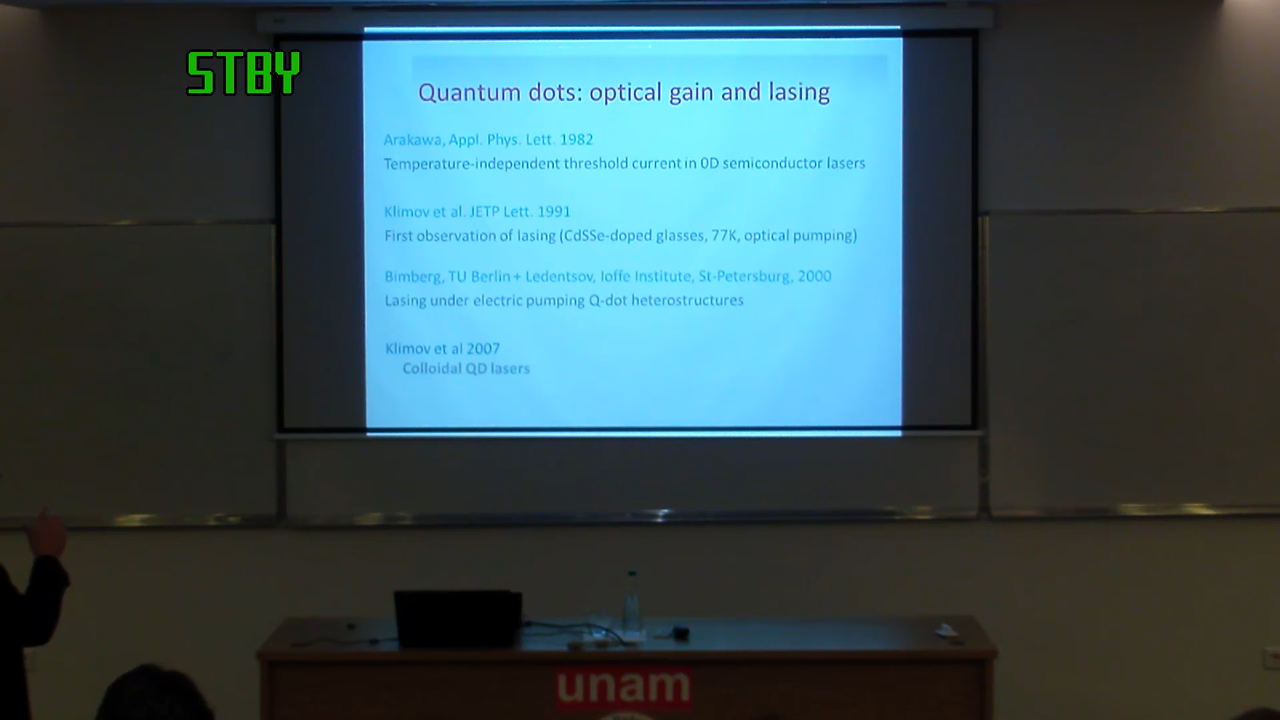 STBY
Quantum dots: optical gain and lasing
Arakawa, Appl. Phys. Lett. 1982
Temperature-independent threshold current in 0D semiconductor lasers
Klimov et al. JETP Lett. 1991
First observation of lasing (CdSSe-doped glasses, 77K, optical pumping)
Bimberg, TU Berlin + Ledentsov, Ioffe Institute, St-Petersburg, 2000
Lasing under electric pumping Q-dot heterostructures
Klimov et al 2007
Colloidal QD lasers
unam